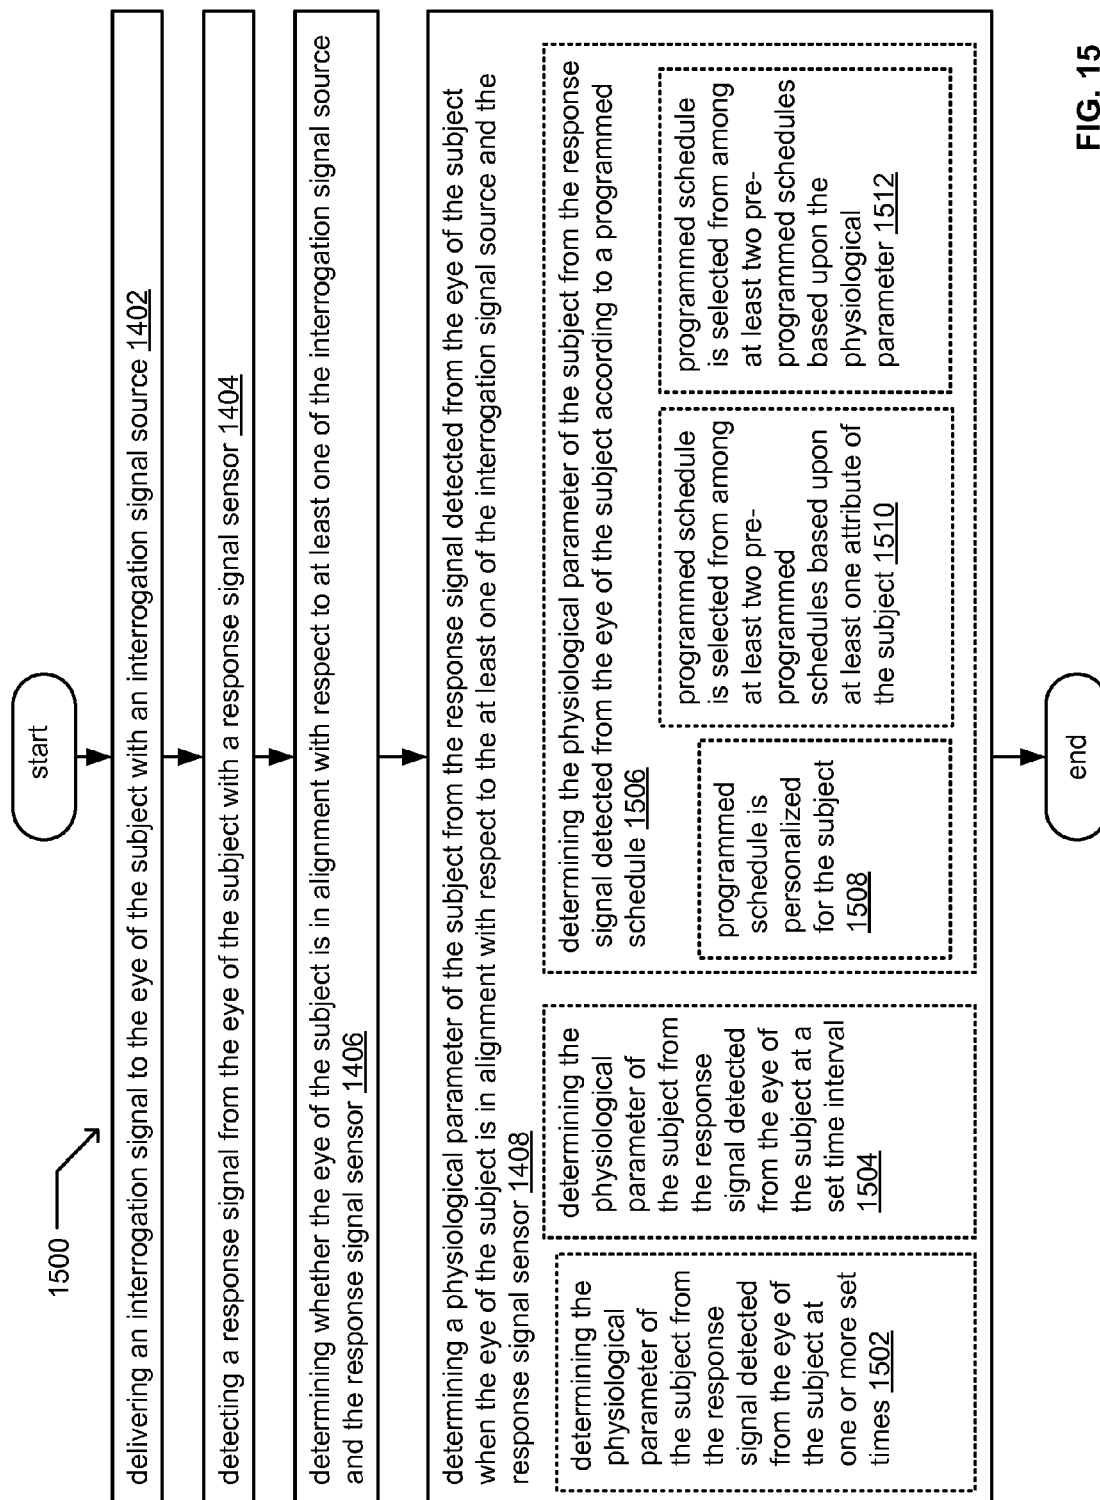 1500
start
delivering an interrogation signal to the eye of the subject with an interrogation signal source 1402
detecting a response signal from the eye of the subject with a response signal sensor 1404
determining whether the eye of the subject is in alignment with respect to at least one of the interrogation signal source
and the response signal sensor 1406
determining a physiological parameter of the subject from the response signal detected from the eye of the subject
when the eye of the subject is in alignment with respect to the at least one of the interrogation signal source and the
response signal sensor 1408
determining the
physiological
parameter of
the subject from
the response
signal detected
from the eye of
the subject at
one or more set
times 1502
determining the
physiological
parameter of
the subject from
the response
signal detected
from the eye of
the subject at a
set time interval
1504
determining the physiological parameter of the subject from the response
signal detected from the eye of the subject according to a programmed
schedule 1506
programmed
schedule is
personalized
for the subject
1508
programmed schedule
is selected from among
at least two pre-
programmed
schedules based upon
at least one attribute of
the subject 1510
programmed schedule
is selected from among
at least two pre-
programmed schedules
based upon the
physiological
parameter 1512
end
FIG. 15